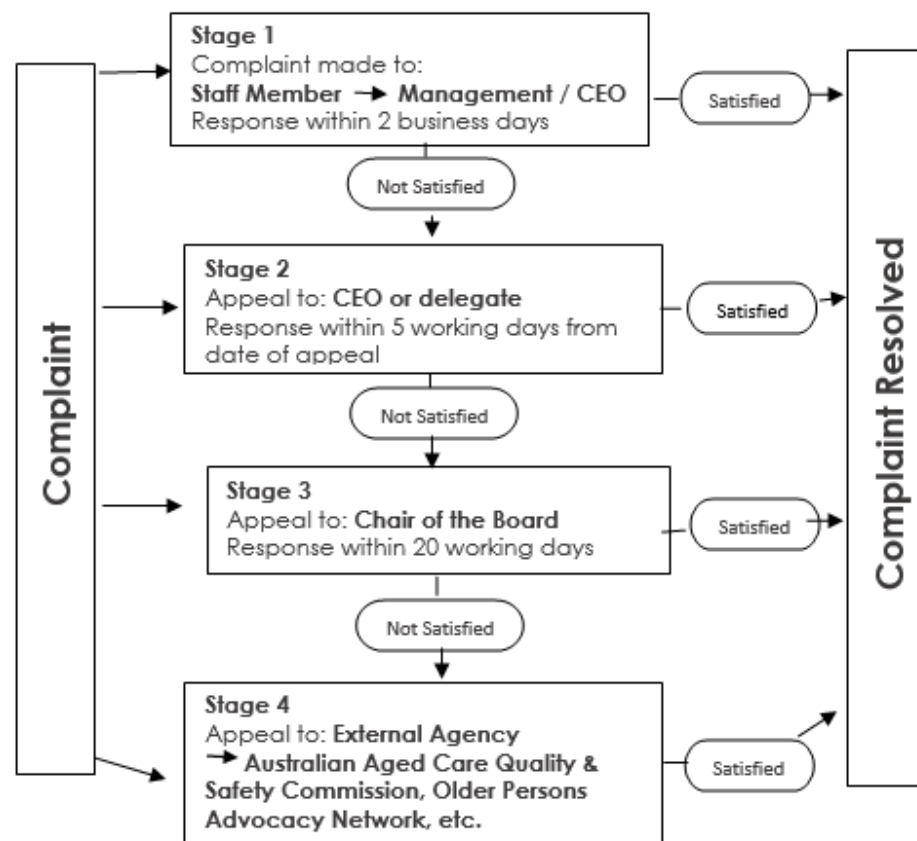 Complaint
Stage 1
Complaint made to:
Staff Member → Management / CEO
Response within 2 business days
Satisfied
Not Satisfied
Stage 2
Appeal to: CEO or delegate
Response within 5 working days from
date of appeal
Satisfied
Not Satisfied
Stage 3
Appeal to: Chair of the Board
Response within 20 working days
Satisfied
Not Satisfied
Stage 4
Appeal to: External Agency
→ Australian Aged Care Quality &
Safety Commission, Older Persons
Advocacy Network, etc.
Satisfied
Complaint Resolved